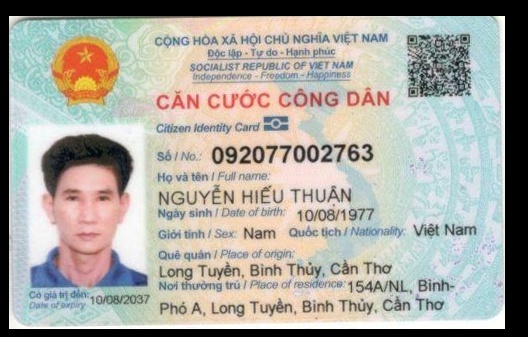 CỘNG HÒA XÃ HỘI CHỦ NGHĨA VIỆT NAM
Độc lập - Tự do - Hạnh phúc
SOCIALIST REPUBLIC OF VIET NAM
Independence - Freedom - Happiness
CĂN CƯỚC CÔNG DÂN
Citizen Identity Card
Số / No.: 092077002763
Họ và tên / Full name:
NGUYỄN HIẾU THUẬN
Ngày sinh / Date of birth: 10/08/1977
Giới tính / Sex: Nam Quốc tịch / Nationality: Việt Nam
Quê quán / Place of origin:
Long Tuyền, Bình Thủy, Cần Thơ
Nơi thường trú / Place of residence: 154A/NL, Bình-
Phó A, Long Tuyền, Bình Thủy, Cần Thơ
Có giá trị đến: 10/08/2037
Date of expiry